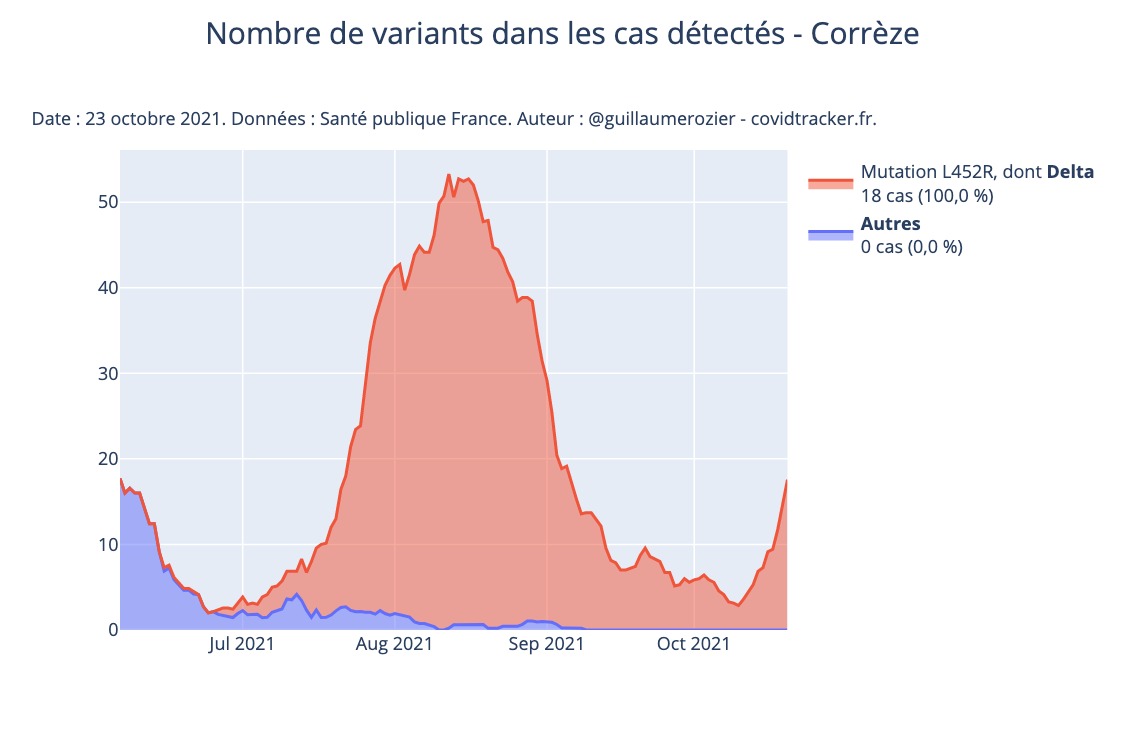 Nombre de variants dans les cas détectés - Corrèze
Date : 23 octobre 2021. Données : Santé publique France. Auteur : @guillaumerozier - covidtracker.fr.
Mutation L452R, dont Delta
18 cas (100,0 %)
Autres
0 cas (0,0 %)
50
40
30
20
10
0
Jul 2021
Aug 2021
Sep 2021
Oct 2021